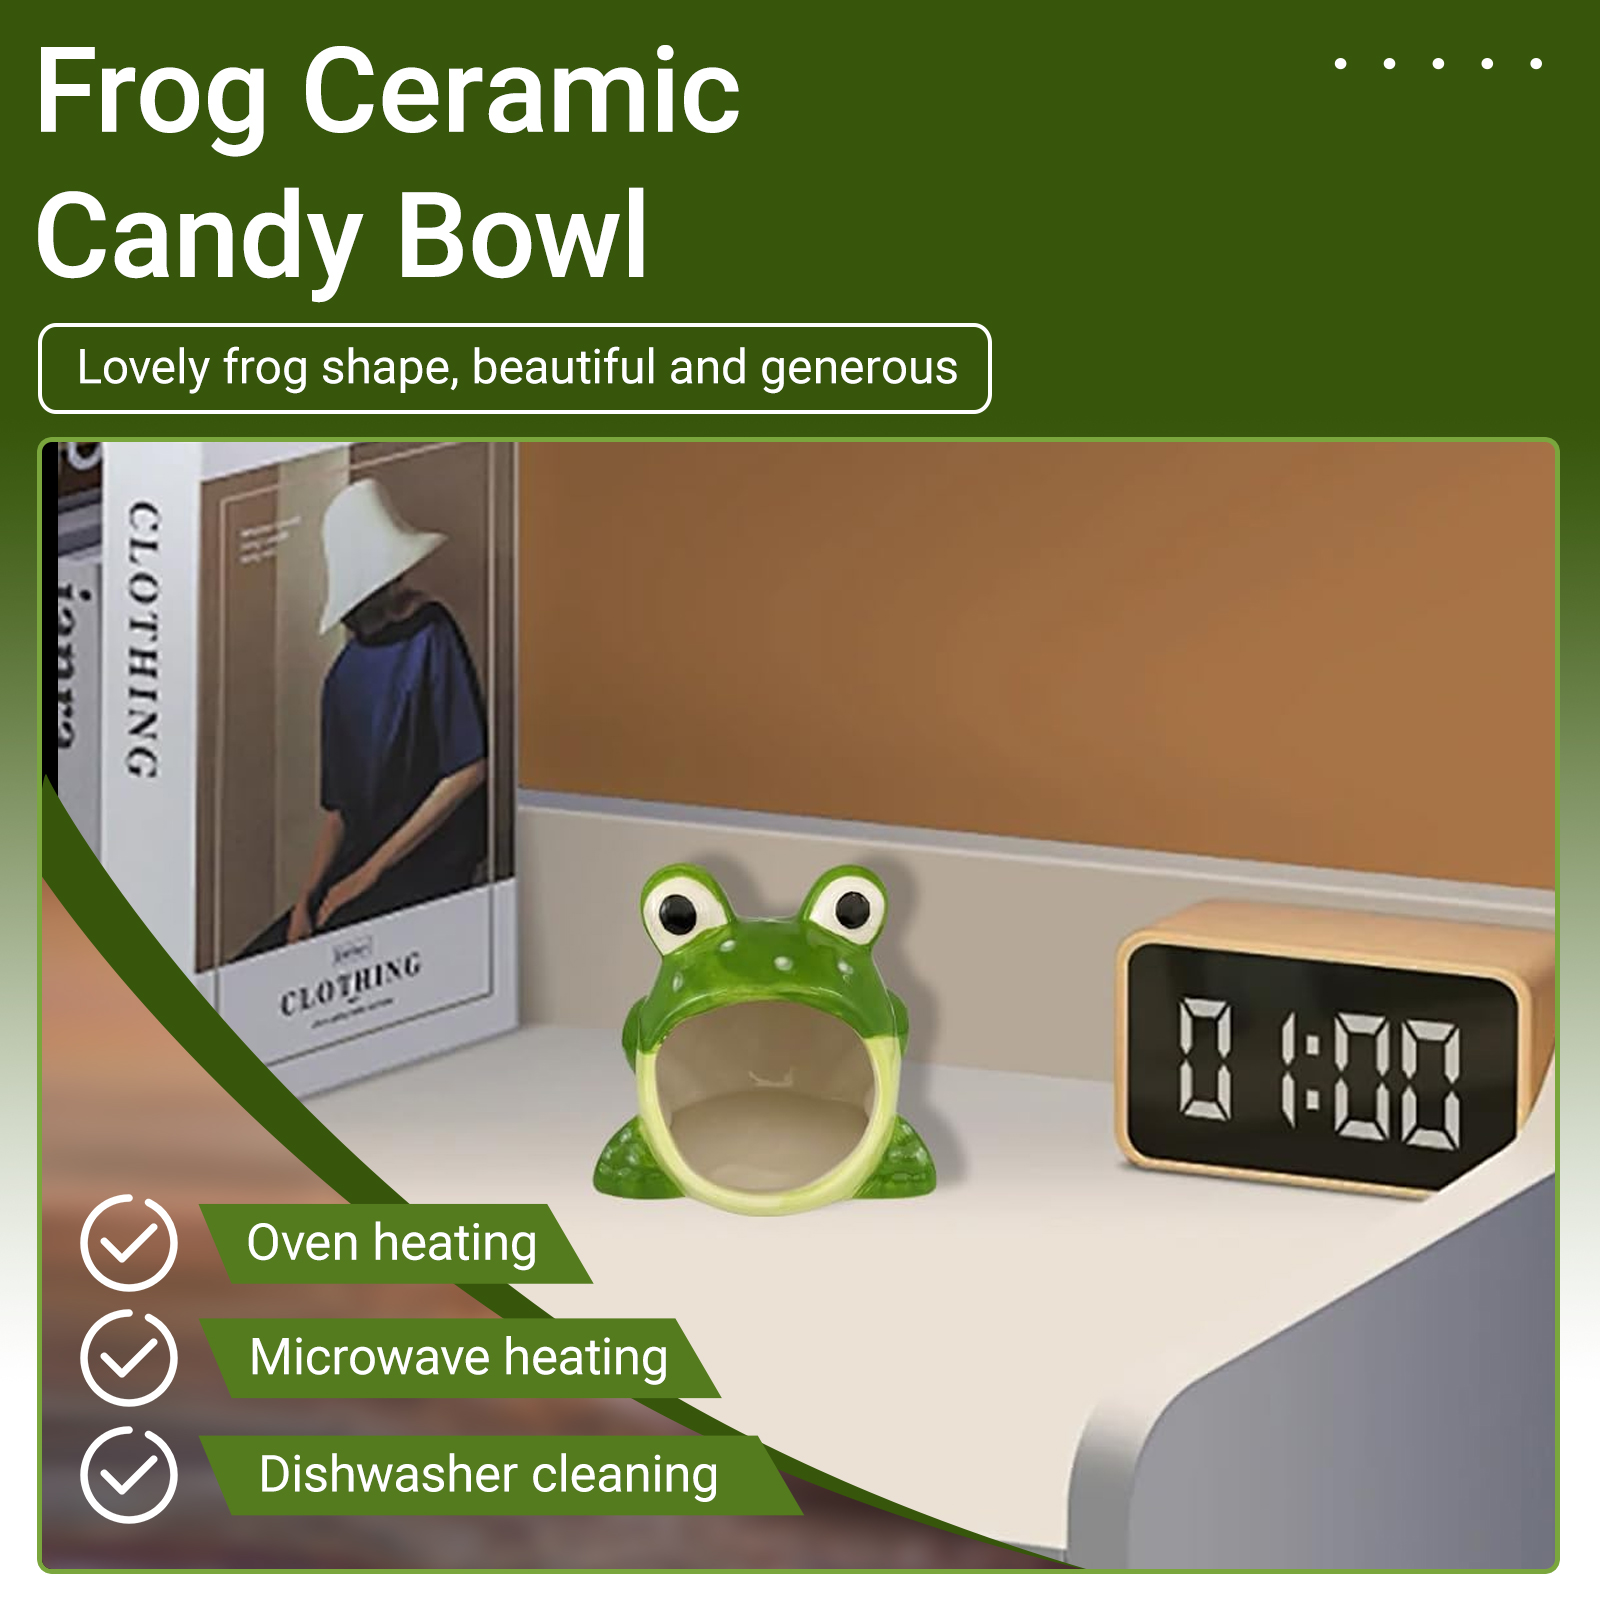 Frog Ceramic
Candy Bowl
Lovely frog shape, beautiful and generous
CLOTHING
CLOTHING
01:00
Oven heating
Microwave heating
Dishwasher cleaning